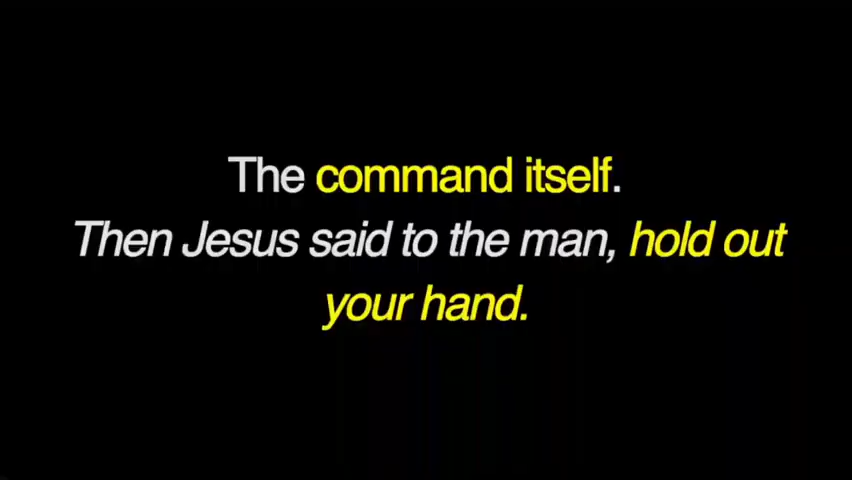 The command itself.
Then Jesus said to the man, hold out
your hand.